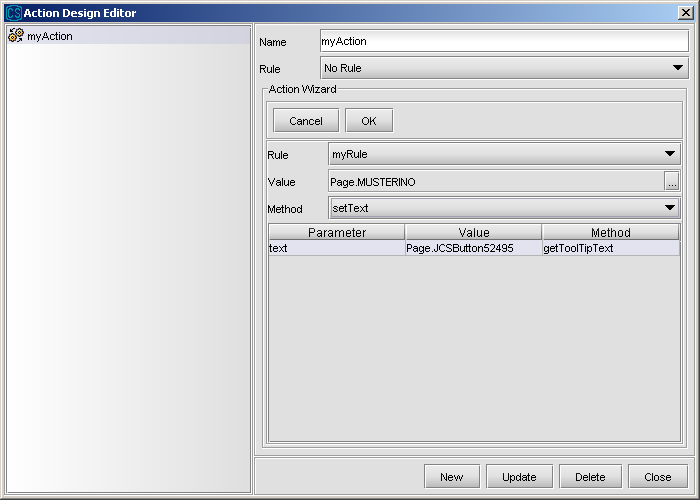 CS Action Design Editor
myAction
Name myAction
Rule No Rule
Action Wizard
Cancel OK
Rule myRule
Value Page.MUSTERINO ...
Method setText
Parameter Value Method
text Page.JCSButton52495 getToolTipText
New Update Delete Close